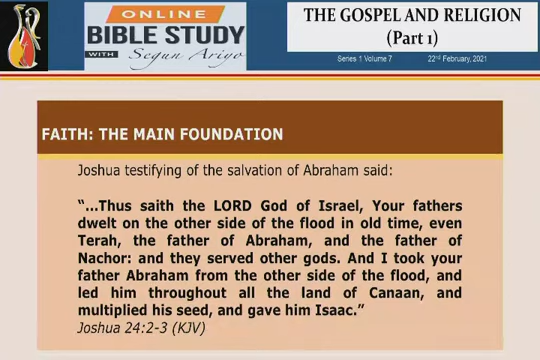 ONLINE
BIBLE STUDY
WITH Segun Ariyo
THE GOSPEL AND RELIGION
(Part 1)
Series 1 Volume 7 22nd February, 2021
FAITH: THE MAIN FOUNDATION
Joshua testifying of the salvation of Abraham said:
“...Thus saith the LORD God of Israel, Your fathers
dwelt on the other side of the flood in old time, even
Terah, the father of Abraham, and the father of
Nachor: and they served other gods. And I took your
father Abraham from the other side of the flood, and
led him throughout all the land of Canaan, and
multiplied his seed, and gave him Isaac.”
Joshua 24:2-3 (KJV)